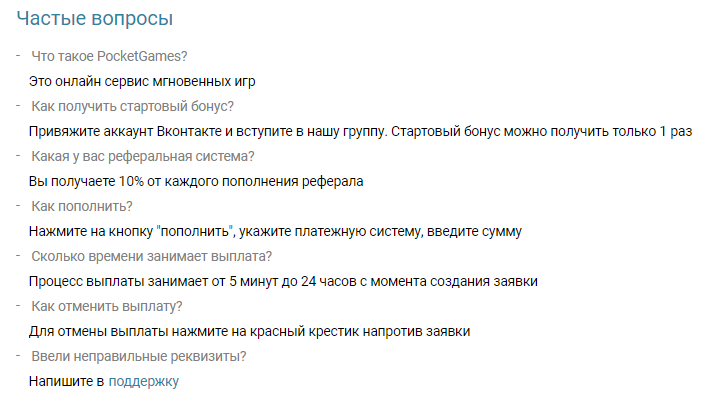 Частые вопросы
- Что такое PocketGames?
Это онлайн сервис мгновенных игр
- Как получить стартовый бонус?
Привяжите аккаунт Вконтакте и вступите в нашу группу. Стартовый бонус можно получить только 1 раз
- Какая у вас реферальная система?
Вы получаете 10% от каждого пополнения реферала
- Как пополнить?
Нажмите на кнопку "пополнить", укажите платежную систему, введите сумму
- Сколько времени занимает выплата?
Процесс выплаты занимает от 5 минут до 24 часов с момента создания заявки
- Как отменить выплату?
Для отмены выплаты нажмите на красный крестик напротив заявки
- Ввели неправильные реквизиты?
Напишите в поддержку